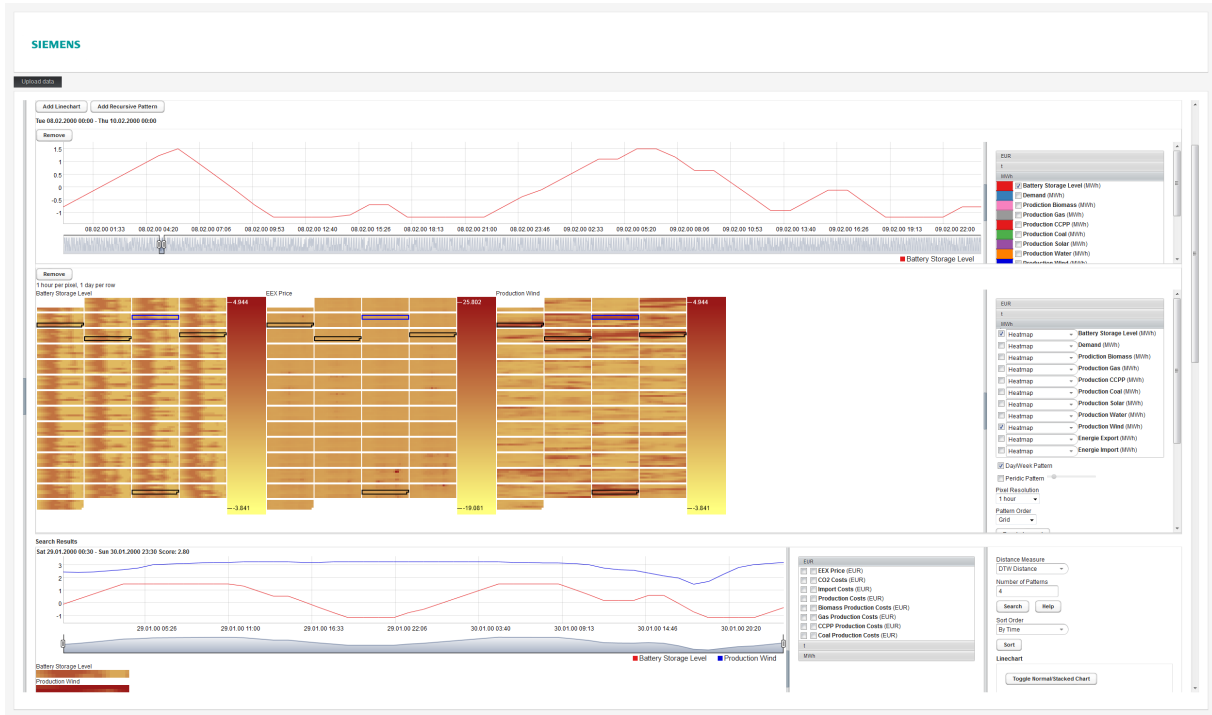 SIEMENS
Upload data
Add Linechart Add Recursive Pattern
Tue 08.02.2000 00:00 - Thu 10.02.2000 00:00
Remove
1.5
1
0.5
0
-0.5
-1
08.02.00 01:33 08.02.00 04:20 08.02.00 07:06 08.02.00 09:53 08.02.00 12:40 08.02.00 15:26 08.02.00 18:13 08.02.00 21:00 08.02.00 23:46 09.02.00 02:33 09.02.00 05:20 09.02.00 08:06 09.02.00 10:53 09.02.00 13:40 09.02.00 16:26 09.02.00 19:13 09.02.00 22:00
Battery Storage Level
EUR
t
MWh
Battery Storage Level (MWh)
Demand (MWh)
Prodiction Biomass (MWh)
Production Gas (MWh)
Production CCPP (MWh)
Production Coal (MWh)
Production Solar (MWh)
Production Water (MWh)
Production Wind (MWh)
Remove
1 hour per pixel, 1 day per row
Battery Storage Level EEX Price Production Wind
4.944 25.802 4.944
-3.841 -19.081 -3.841
EUR
t
MWh
Heatmap Battery Storage Level (MWh)
Heatmap Demand (MWh)
Heatmap Prodiction Biomass (MWh)
Heatmap Production Gas (MWh)
Heatmap Production CCPP (MWh)
Heatmap Production Coal (MWh)
Heatmap Production Solar (MWh)
Heatmap Production Water (MWh)
Heatmap Production Wind (MWh)
Heatmap Energie Export (MWh)
Heatmap Energie Import (MWh)
Day/Week Pattern
Peridic Pattern
Pixel Resolution
1 hour
Pattern Order
Grid
Search Results
Sat 29.01.2000 00:30 - Sun 30.01.2000 23:30 Score: 2.80
3
2
1
0
-1
29.01.00 05:26 29.01.00 11:00 29.01.00 16:33 29.01.00 22:06 30.01.00 03:40 30.01.00 09:13 30.01.00 14:46 30.01.00 20:20
Battery Storage Level Production Wind
Battery Storage Level
Production Wind
EUR
EEX Price (EUR)
CO2 Costs (EUR)
Import Costs (EUR)
Production Costs (EUR)
Biomass Production Costs (EUR)
Gas Production Costs (EUR)
CCPP Production Costs (EUR)
Coal Production Costs (EUR)
t
MWh
Distance Measure
DTW Distance
Number of Patterns
4
Search Help
Sort Order
By Time
Sort
Linechart
Toggle Normal/Stacked Chart